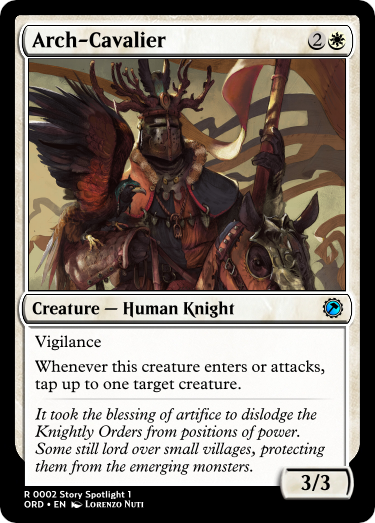 Arch-Cavalier 2
Creature — Human Knight
Vigilance
Whenever this creature enters or attacks,
tap up to one target creature.
It took the blessing of artifice to dislodge the
Knightly Orders from positions of power.
Some still lord over small villages, protecting
them from the emerging monsters.
3/3
R 0002 Story Spotlight 1
ORD • EN Lorenzo Nuti